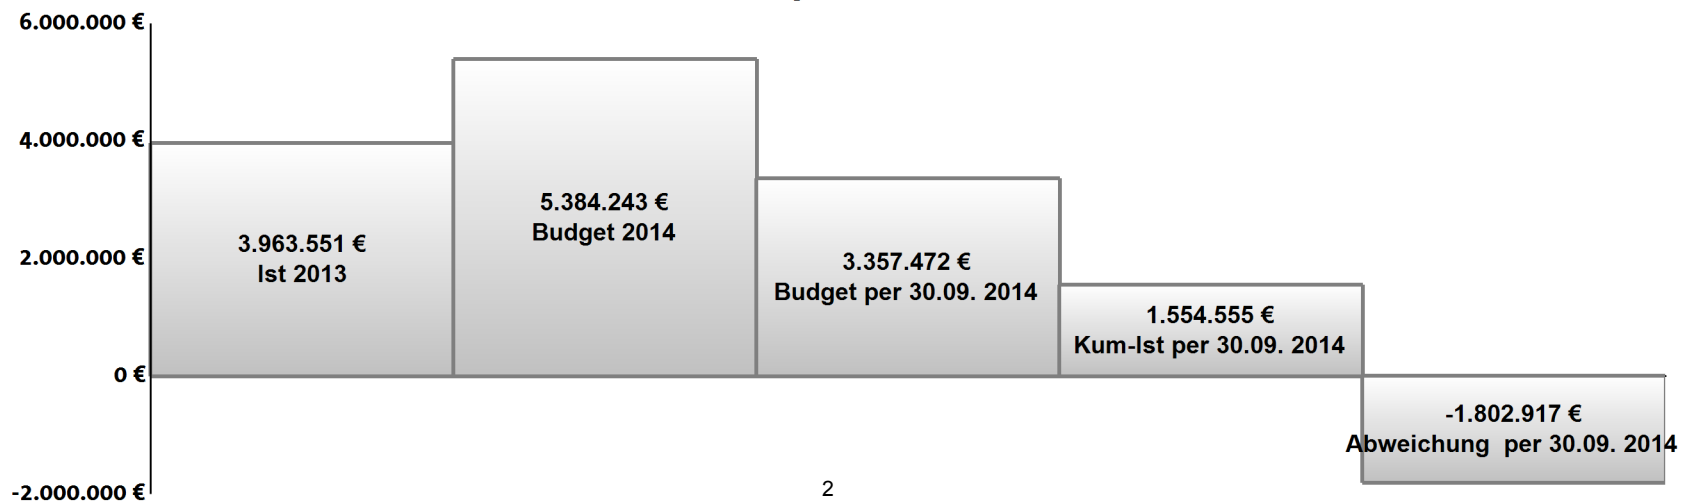 6.000.000 €
4.000.000 €
2.000.000 €
0 €
-2.000.000 €
3.963.551 €
Ist 2013
5.384.243 €
Budget 2014
3.357.472 €
Budget per 30.09. 2014
1.554.555 €
Kum-Ist per 30.09. 2014
-1.802.917 €
Abweichung  per 30.09. 2014
2